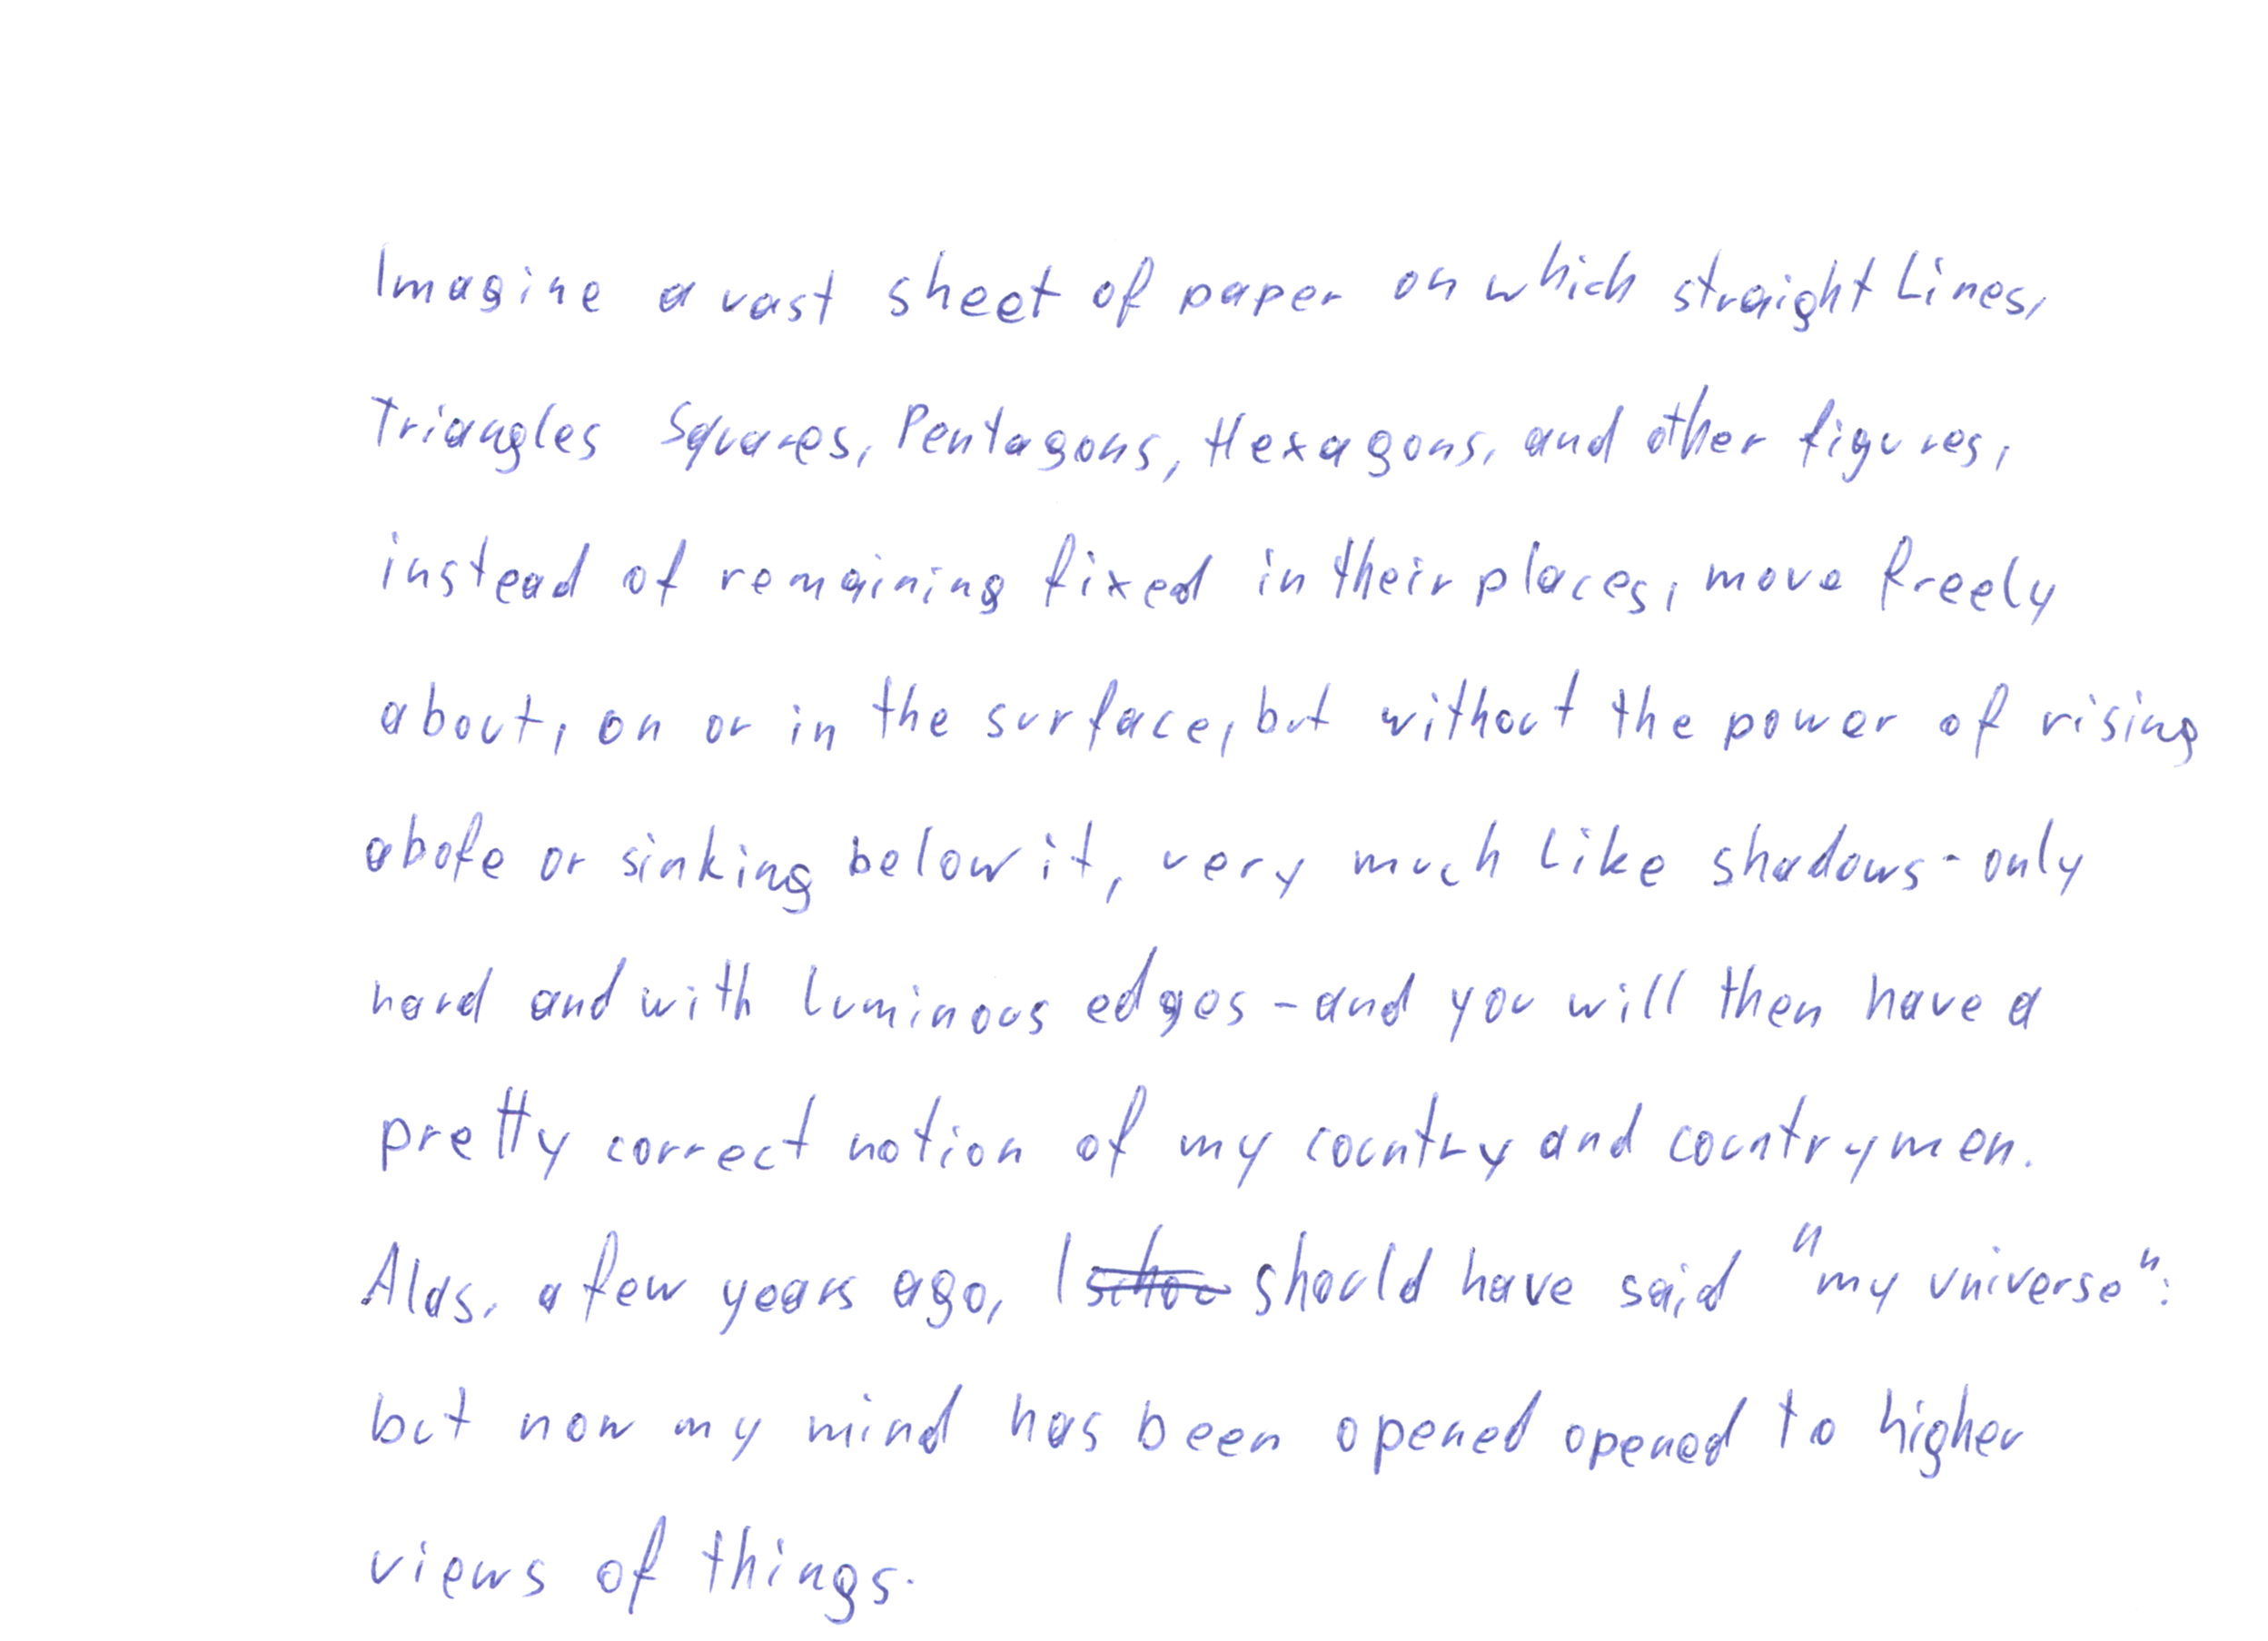 Imagine a vast sheet of paper on which straight Lines,
Triangles Squares, Pentagons, Hexagons, and other figures,
instead of remaining fixed in their places, move freely
about, on or in the surface, but without the power of rising
abofe or sinking below it, very much like shadows - only
hard and with luminous edges - and you will then have a
pretty correct notion of my country and countrymen.
Alas, a few years ago, I should have said "my universe":
but now my mind has been opened opened to higher
views of things.